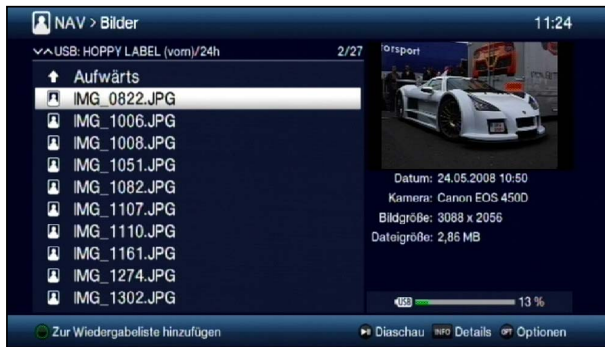 NAV > Bilder
11:24
USB: HOPPY LABEL (vorn)/24h
2/27
Aufwärts
IMG_0822.JPG
IMG_1006.JPG
IMG_1008.JPG
IMG_1051.JPG
IMG_1082.JPG
IMG_1107.JPG
IMG_1110.JPG
IMG_1161.JPG
IMG_1274.JPG
IMG_1302.JPG
orsport
Datum: 24.05.2008 10:50
Kamera: Canon EOS 450D
Bildgröße: 3088 x 2056
Dateigröße: 2,86 MB
USB
13 %
Zur Wiedergabeliste hinzufügen
Diaschau
INFO Details
OPT Optionen